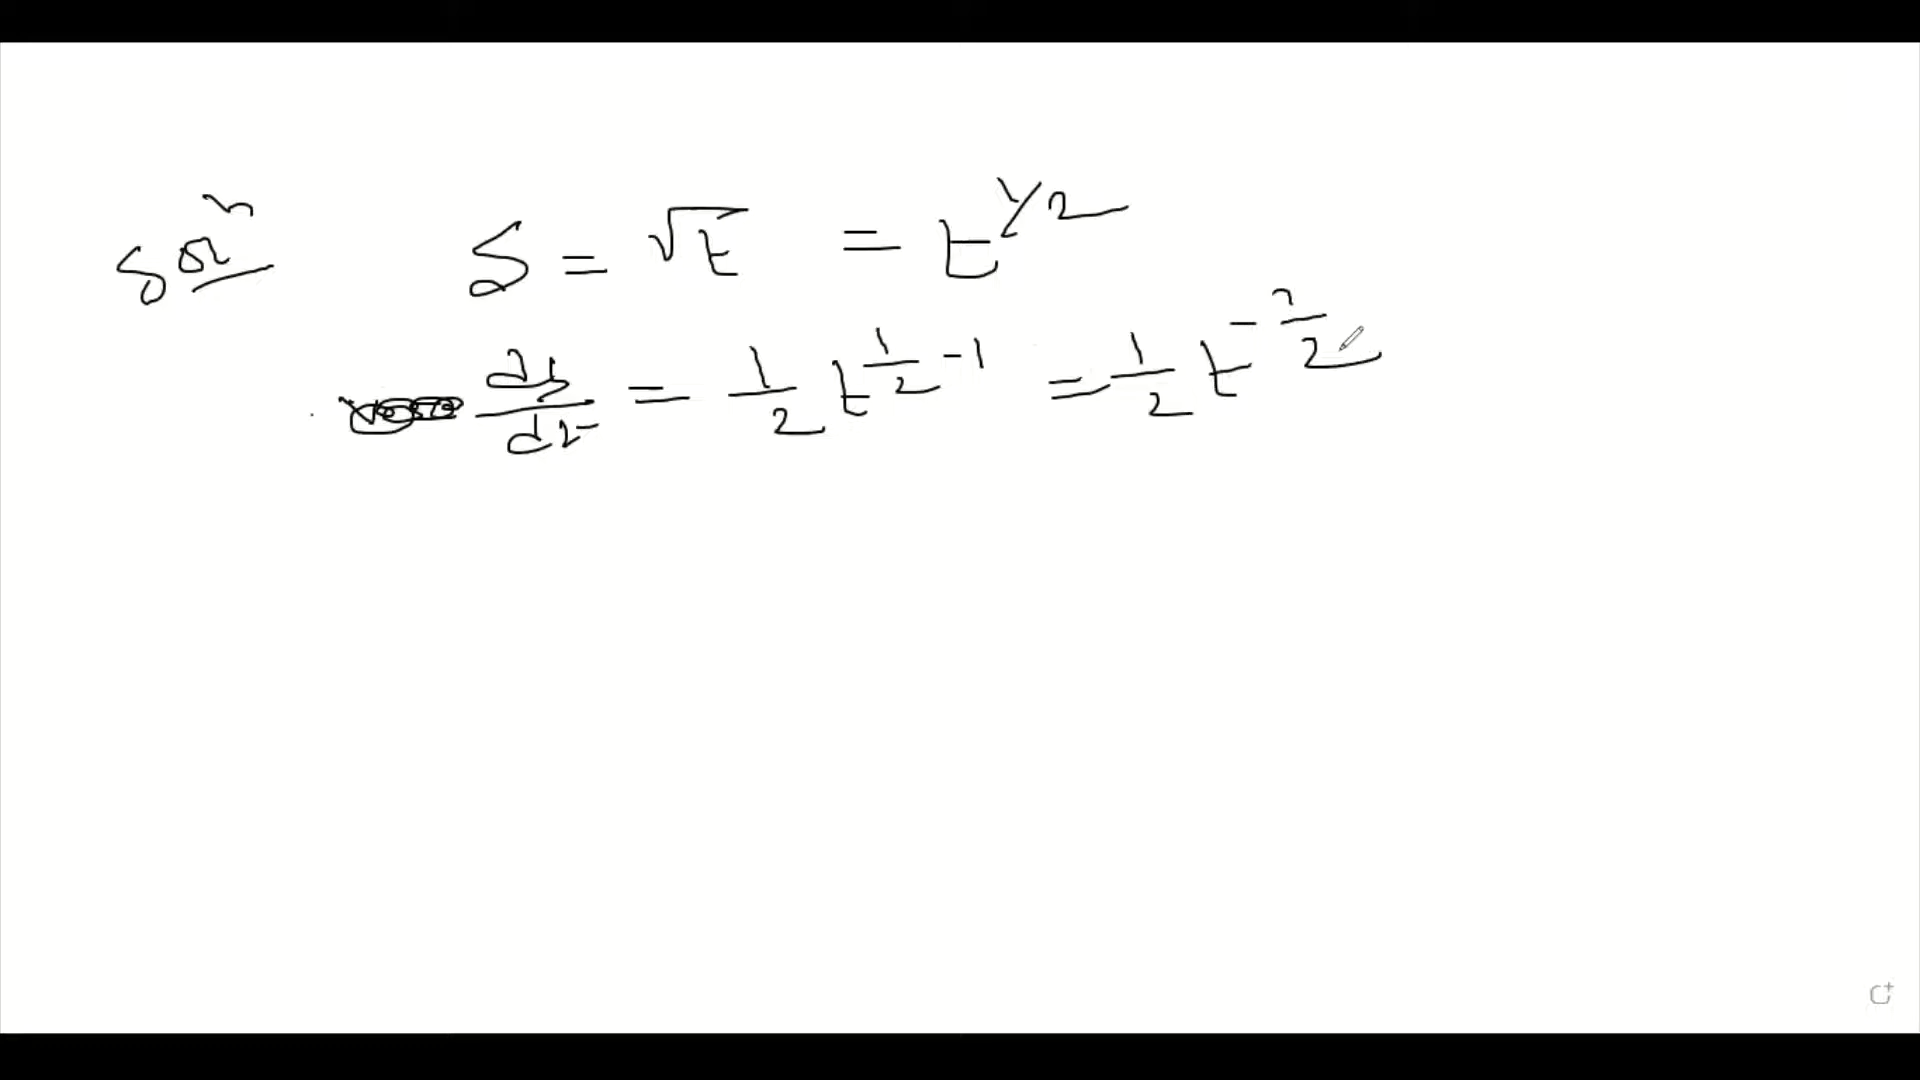 Solⁿ S = √t = t^1/2
ds/dt = 1/2 t^(1/2 - 1) = 1/2 t^(-1/2)